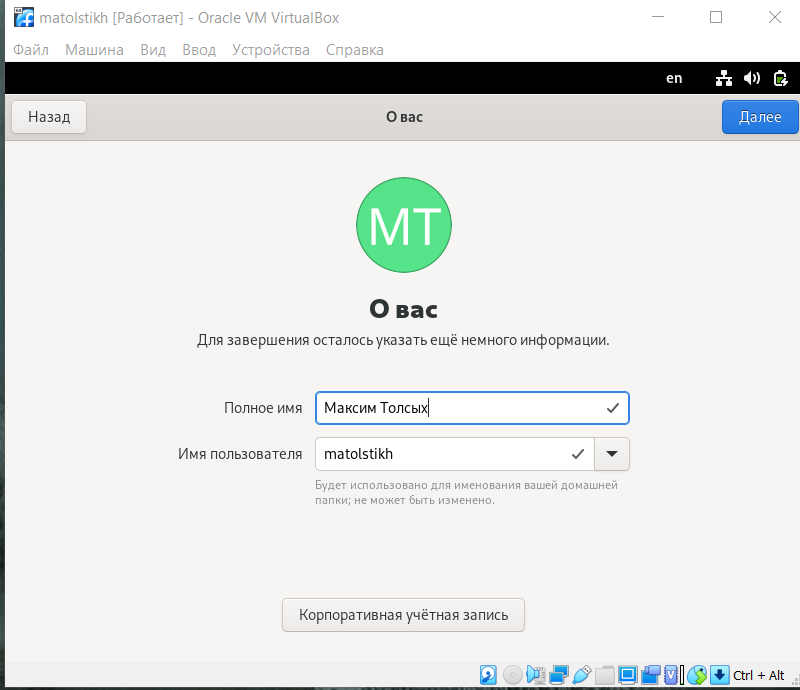 matolstikh [Работает] - Oracle VM VirtualBox
Файл Машина Вид Ввод Устройства Справка
en
Назад О вас Далее
МТ
О вас
Для завершения осталось указать ещё немного информации.
Полное имя Максим Толсых
Имя пользователя matolstikh
Будет использовано для именования вашей домашней
папки; не может быть изменено.
Корпоративная учётная запись
Ctrl + Alt